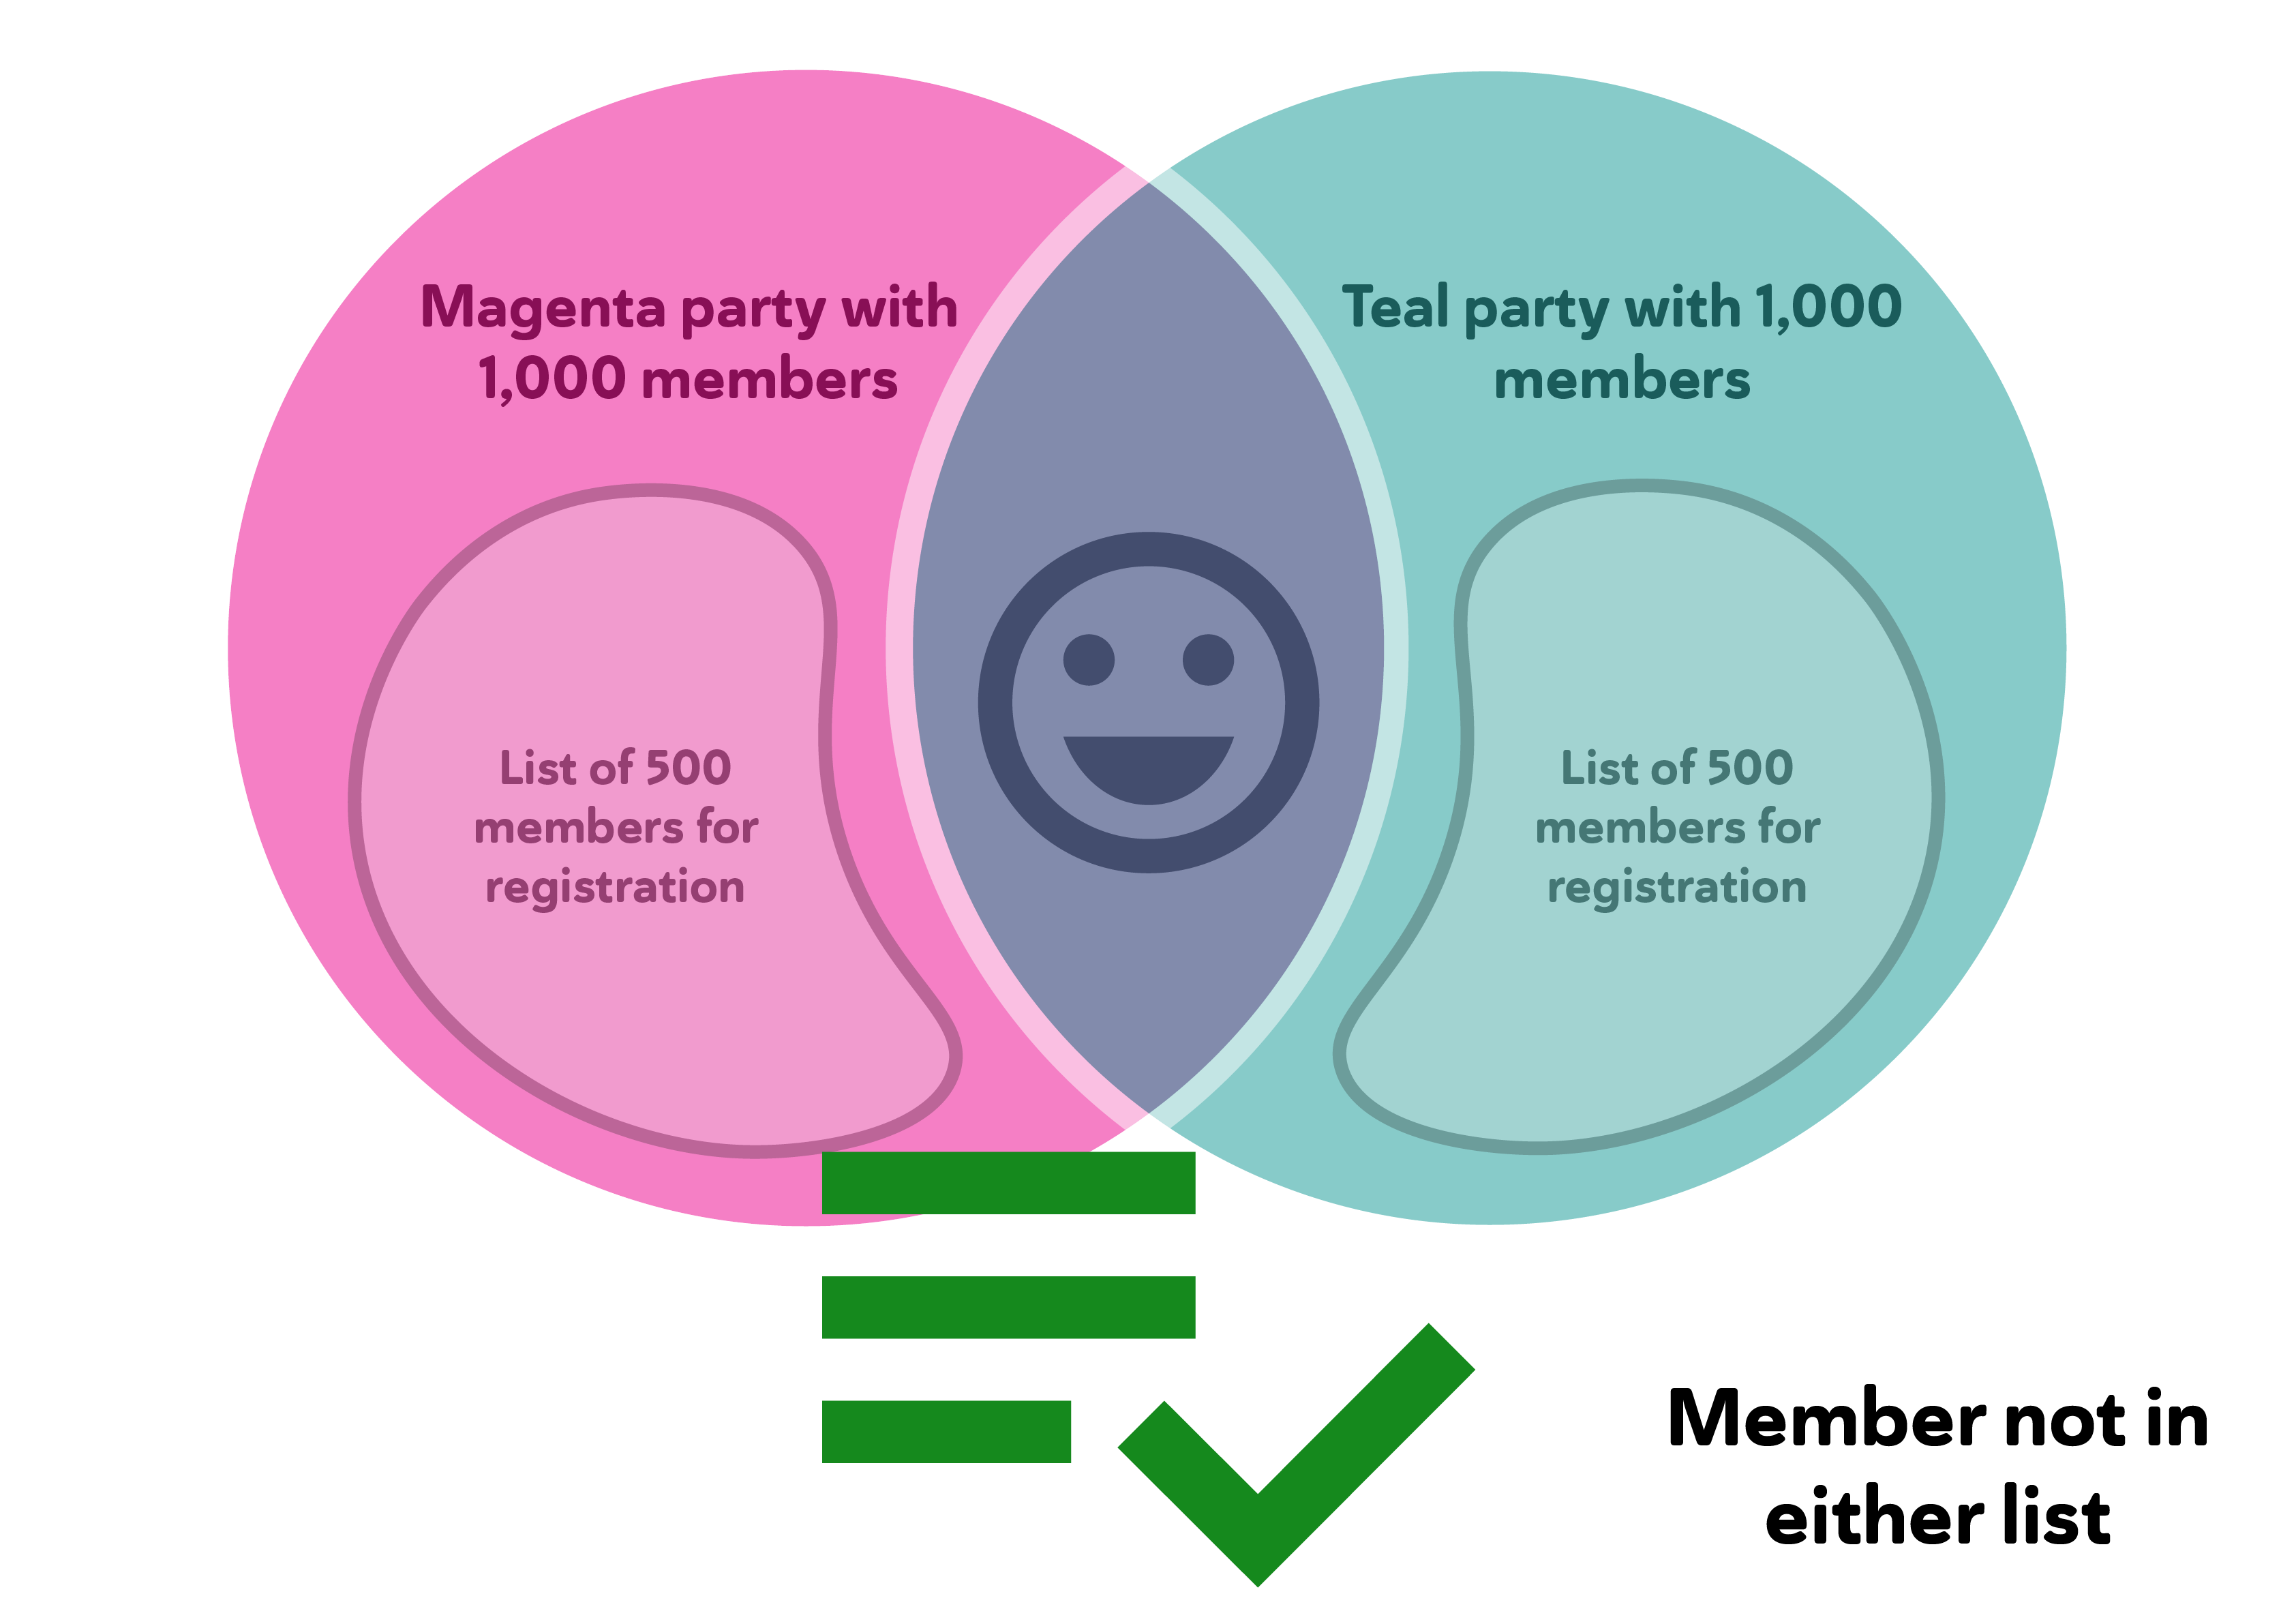 Magenta party with
1,000 members
Teal party with 1,000
members
List of 500
members for
registration
List of 500
members for
registration
Member not in
either list